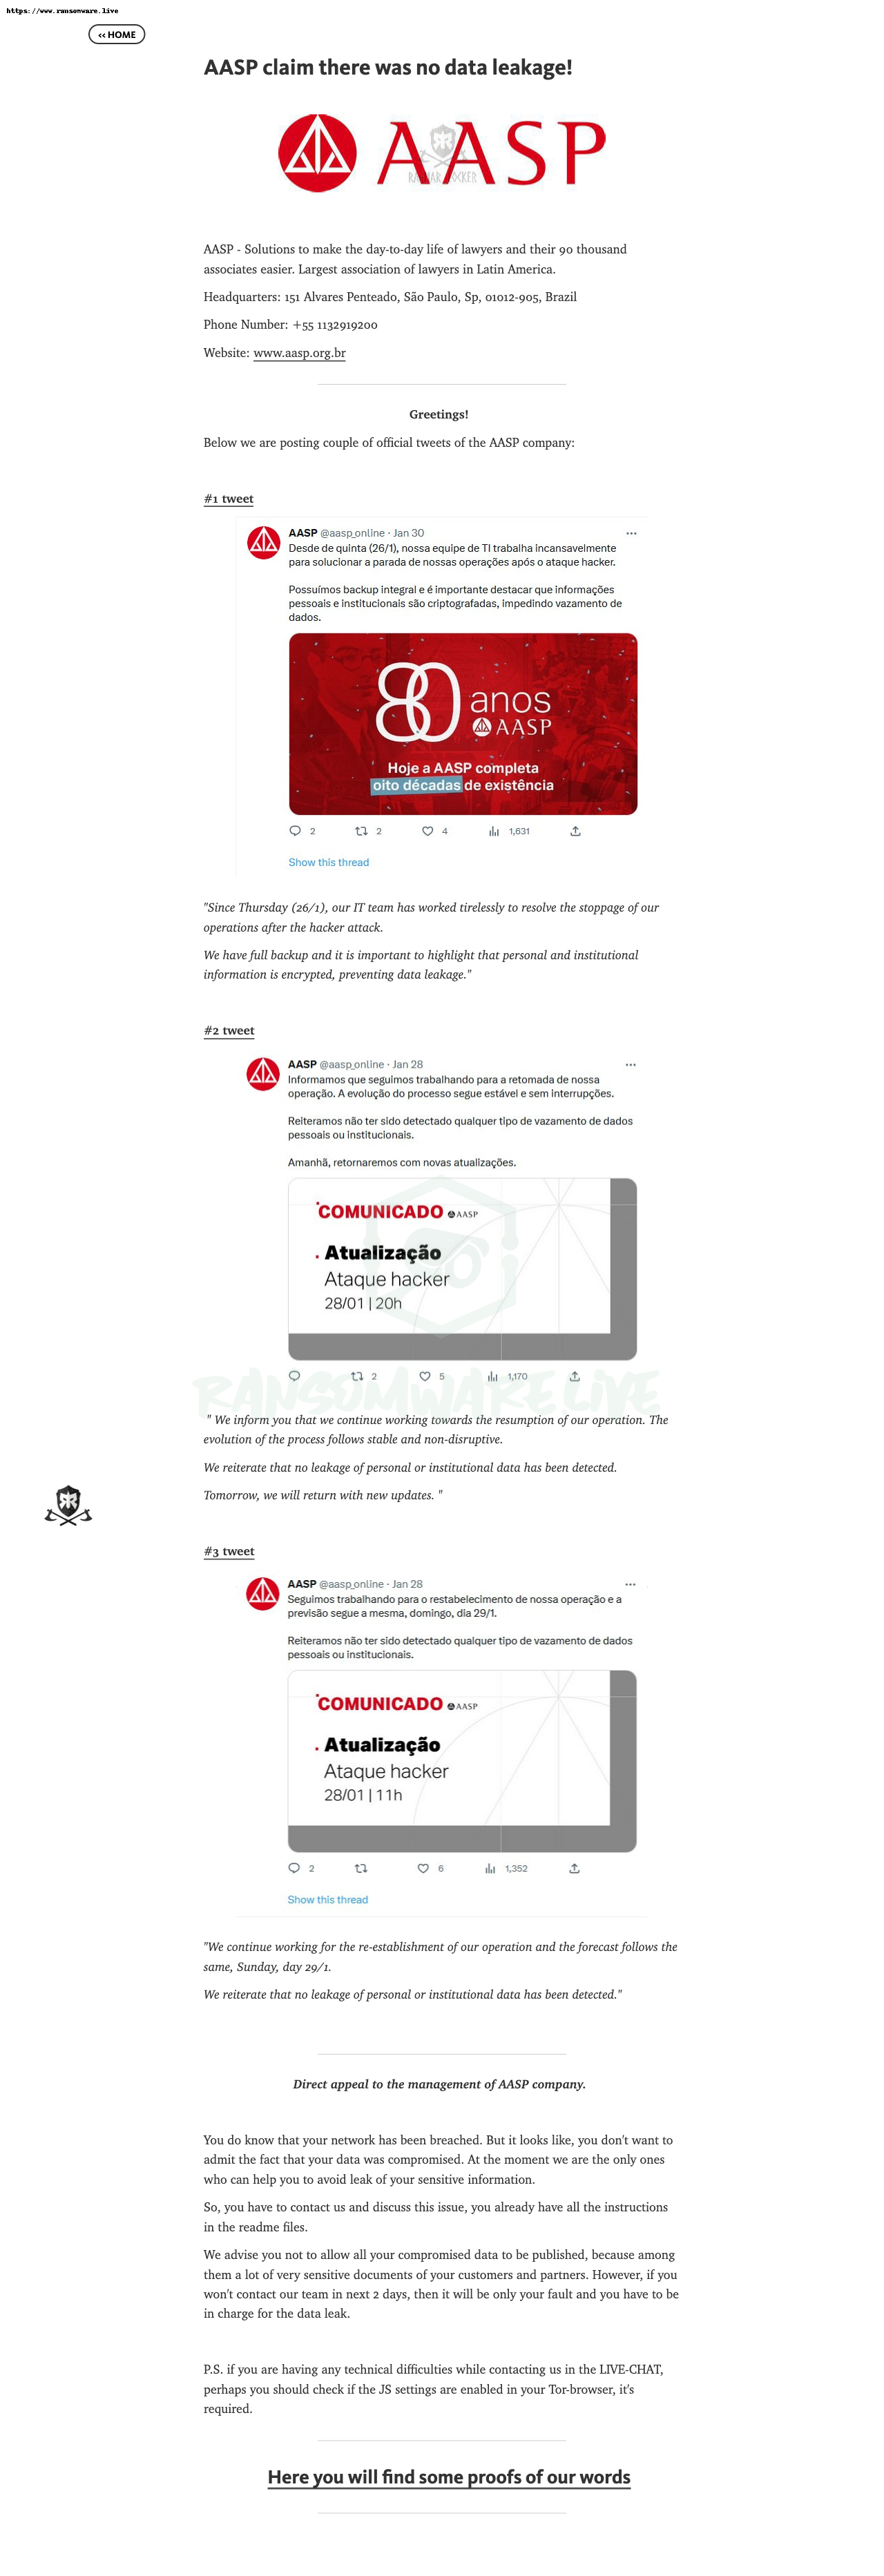 https://www.ransomware.live
<< HOME
AASP claim there was no data leakage!
AASP
RAGNAR LOCKER
AASP - Solutions to make the day-to-day life of lawyers and their 90 thousand
associates easier. Largest association of lawyers in Latin America.
Headquarters: 151 Alvares Penteado, São Paulo, Sp, 01012-905, Brazil
Phone Number: +55 1132919200
Website: www.aasp.org.br
Greetings!
Below we are posting couple of official tweets of the AASP company:
#1 tweet
AASP @aasp_online · Jan 30
Desde de quinta (26/1), nossa equipe de TI trabalha incansavelmente
para solucionar a parada de nossas operações após o ataque hacker.
Possuímos backup integral e é importante destacar que informações
pessoais e institucionais são criptografadas, impedindo vazamento de
dados.
80 anos
AASP
Hoje a AASP completa
oito décadas de existência
2 2 4 1,631
Show this thread
"Since Thursday (26/1), our IT team has worked tirelessly to resolve the stoppage of our
operations after the hacker attack.
We have full backup and it is important to highlight that personal and institutional
information is encrypted, preventing data leakage."
#2 tweet
AASP @aasp_online · Jan 28
Informamos que seguimos trabalhando para a retomada de nossa
operação. A evolução do processo segue estável e sem interrupções.
Reiteramos não ter sido detectado qualquer tipo de vazamento de dados
pessoais ou institucionais.
Amanhã, retornaremos com novas atualizações.
COMUNICADO AASP
Atualização
Ataque hacker
28/01 | 20h
2 5 1,170
RANSOMWARE.LIVE
" We inform you that we continue working towards the resumption of our operation. The
evolution of the process follows stable and non-disruptive.
We reiterate that no leakage of personal or institutional data has been detected.
Tomorrow, we will return with new updates. "
#3 tweet
AASP @aasp_online · Jan 28
Seguimos trabalhando para o restabelecimento de nossa operação e a
previsão segue a mesma, domingo, dia 29/1.
Reiteramos não ter sido detectado qualquer tipo de vazamento de dados
pessoais ou institucionais.
COMUNICADO AASP
Atualização
Ataque hacker
28/01 | 11h
2 6 1,352
Show this thread
"We continue working for the re-establishment of our operation and the forecast follows the
same, Sunday, day 29/1.
We reiterate that no leakage of personal or institutional data has been detected."
Direct appeal to the management of AASP company.
You do know that your network has been breached. But it looks like, you don't want to
admit the fact that your data was compromised. At the moment we are the only ones
who can help you to avoid leak of your sensitive information.
So, you have to contact us and discuss this issue, you already have all the instructions
in the readme files.
We advise you not to allow all your compromised data to be published, because among
them a lot of very sensitive documents of your customers and partners. However, if you
won't contact our team in next 2 days, then it will be only your fault and you have to be
in charge for the data leak.
P.S. if you are having any technical difficulties while contacting us in the LIVE-CHAT,
perhaps you should check if the JS settings are enabled in your Tor-browser, it's
required.
Here you will find some proofs of our words